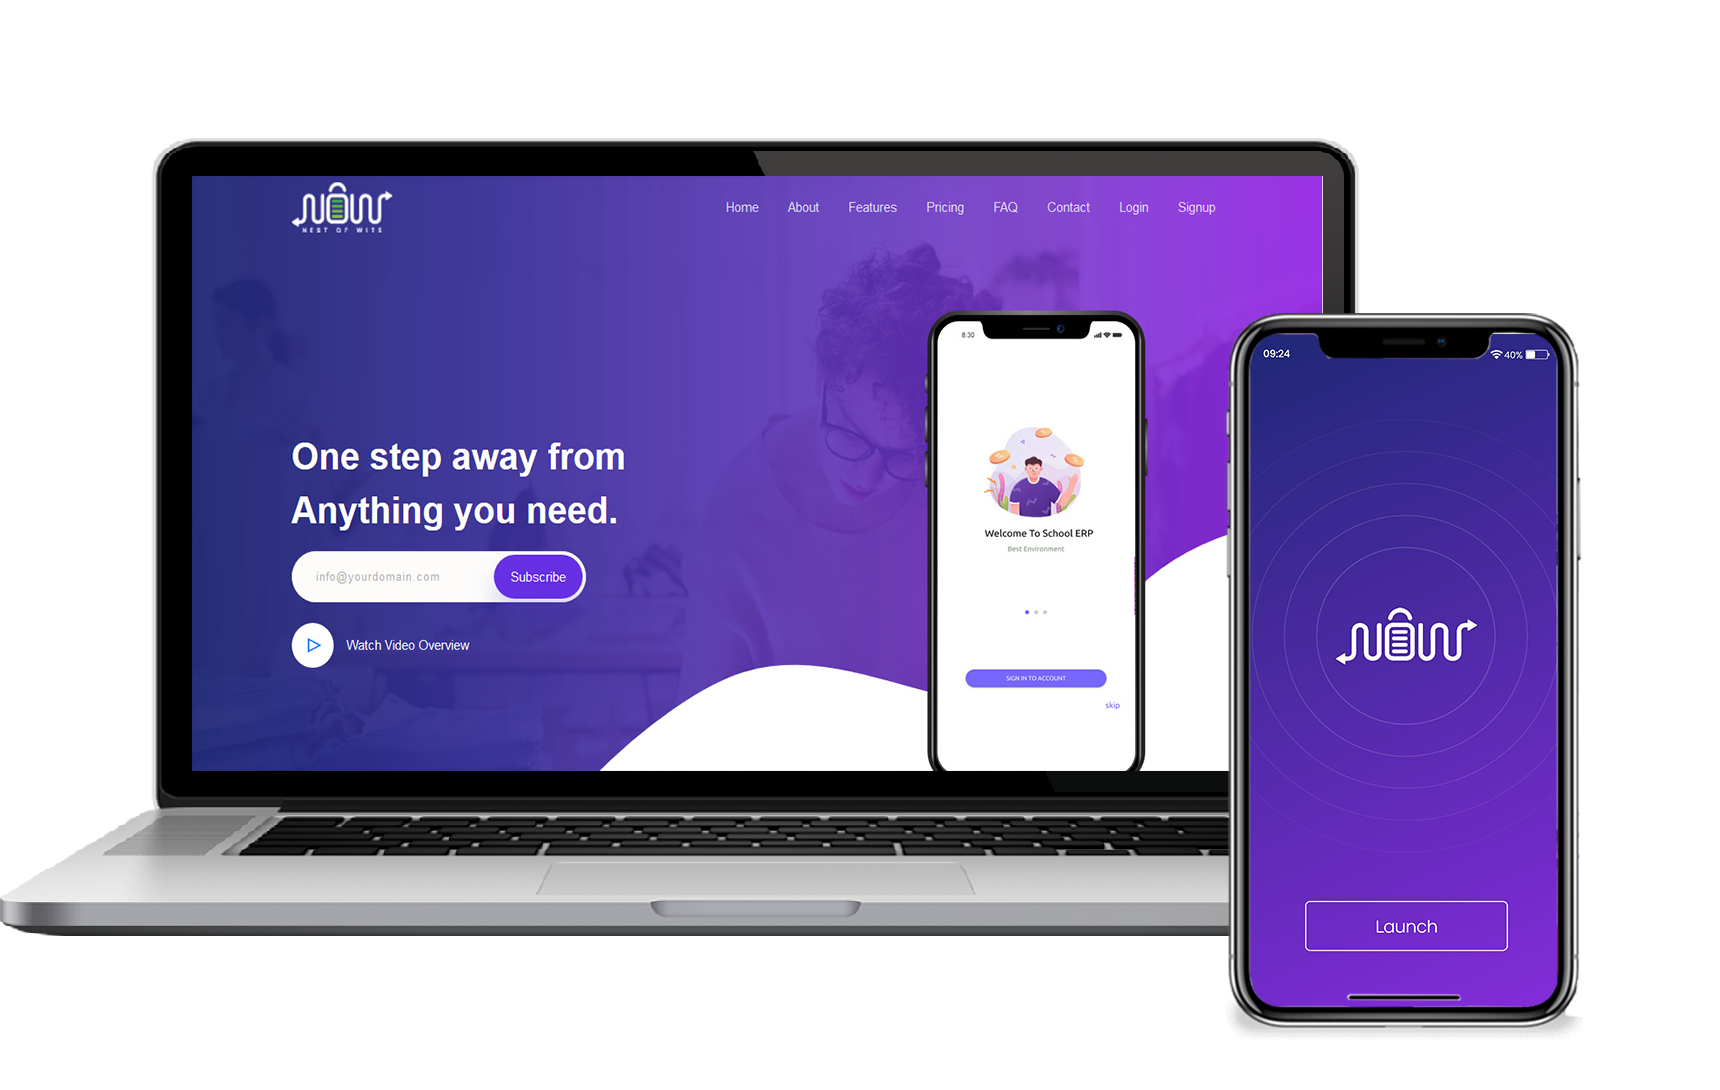 NOW
NEST OF WITS
Home About Features Pricing FAQ Contact Login Signup
One step away from
Anything you need.
info@yourdomain.com
Subscribe
Watch Video Overview
8:30
Welcome To School ERP
Best Environment
SIGN IN TO ACCOUNT
skip
09:24
40%
NOW
Launch